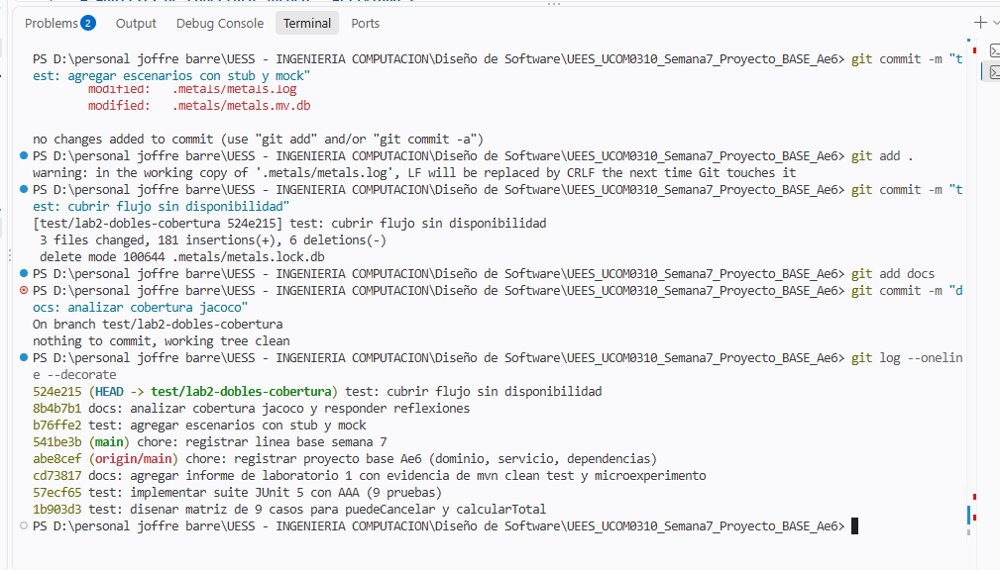 Problems 2 Output Debug Console Terminal Ports
PS D:\personal joffre barre\UESS - INGENIERIA COMPUTACION\Diseño de Software\UEES_UCOM0310_Semana7_Proyecto_BASE_Ae6> git commit -m "t
est: agregar escenarios con stub y mock"
modified: .metals/metals.log
modified: .metals/metals.mv.db
no changes added to commit (use "git add" and/or "git commit -a")
PS D:\personal joffre barre\UESS - INGENIERIA COMPUTACION\Diseño de Software\UEES_UCOM0310_Semana7_Proyecto_BASE_Ae6> git add .
warning: in the working copy of '.metals/metals.log', LF will be replaced by CRLF the next time Git touches it
PS D:\personal joffre barre\UESS - INGENIERIA COMPUTACION\Diseño de Software\UEES_UCOM0310_Semana7_Proyecto_BASE_Ae6> git commit -m "t
est: cubrir flujo sin disponibilidad"
[test/lab2-dobles-cobertura 524e215] test: cubrir flujo sin disponibilidad
3 files changed, 181 insertions(+), 6 deletions(-)
delete mode 100644 .metals/metals.lock.db
PS D:\personal joffre barre\UESS - INGENIERIA COMPUTACION\Diseño de Software\UEES_UCOM0310_Semana7_Proyecto_BASE_Ae6> git add docs
PS D:\personal joffre barre\UESS - INGENIERIA COMPUTACION\Diseño de Software\UEES_UCOM0310_Semana7_Proyecto_BASE_Ae6> git commit -m "d
ocs: analizar cobertura jacoco"
On branch test/lab2-dobles-cobertura
nothing to commit, working tree clean
PS D:\personal joffre barre\UESS - INGENIERIA COMPUTACION\Diseño de Software\UEES_UCOM0310_Semana7_Proyecto_BASE_Ae6> git log --onelin
e --decorate
524e215 (HEAD -> test/lab2-dobles-cobertura) test: cubrir flujo sin disponibilidad
8b4b7b1 docs: analizar cobertura jacoco y responder reflexiones
b76ffe2 test: agregar escenarios con stub y mock
541be3b (main) chore: registrar linea base semana 7
abe8cef (origin/main) chore: registrar proyecto base Ae6 (dominio, servicio, dependencias)
cd73817 docs: agregar informe de laboratorio 1 con evidencia de mvn clean test y microexperimento
57ecf65 test: implementar suite JUnit 5 con AAA (9 pruebas)
1b903d3 test: disenar matriz de 9 casos para puedeCancelar y calcularTotal
PS D:\personal joffre barre\UESS - INGENIERIA COMPUTACION\Diseño de Software\UEES_UCOM0310_Semana7_Proyecto_BASE_Ae6>